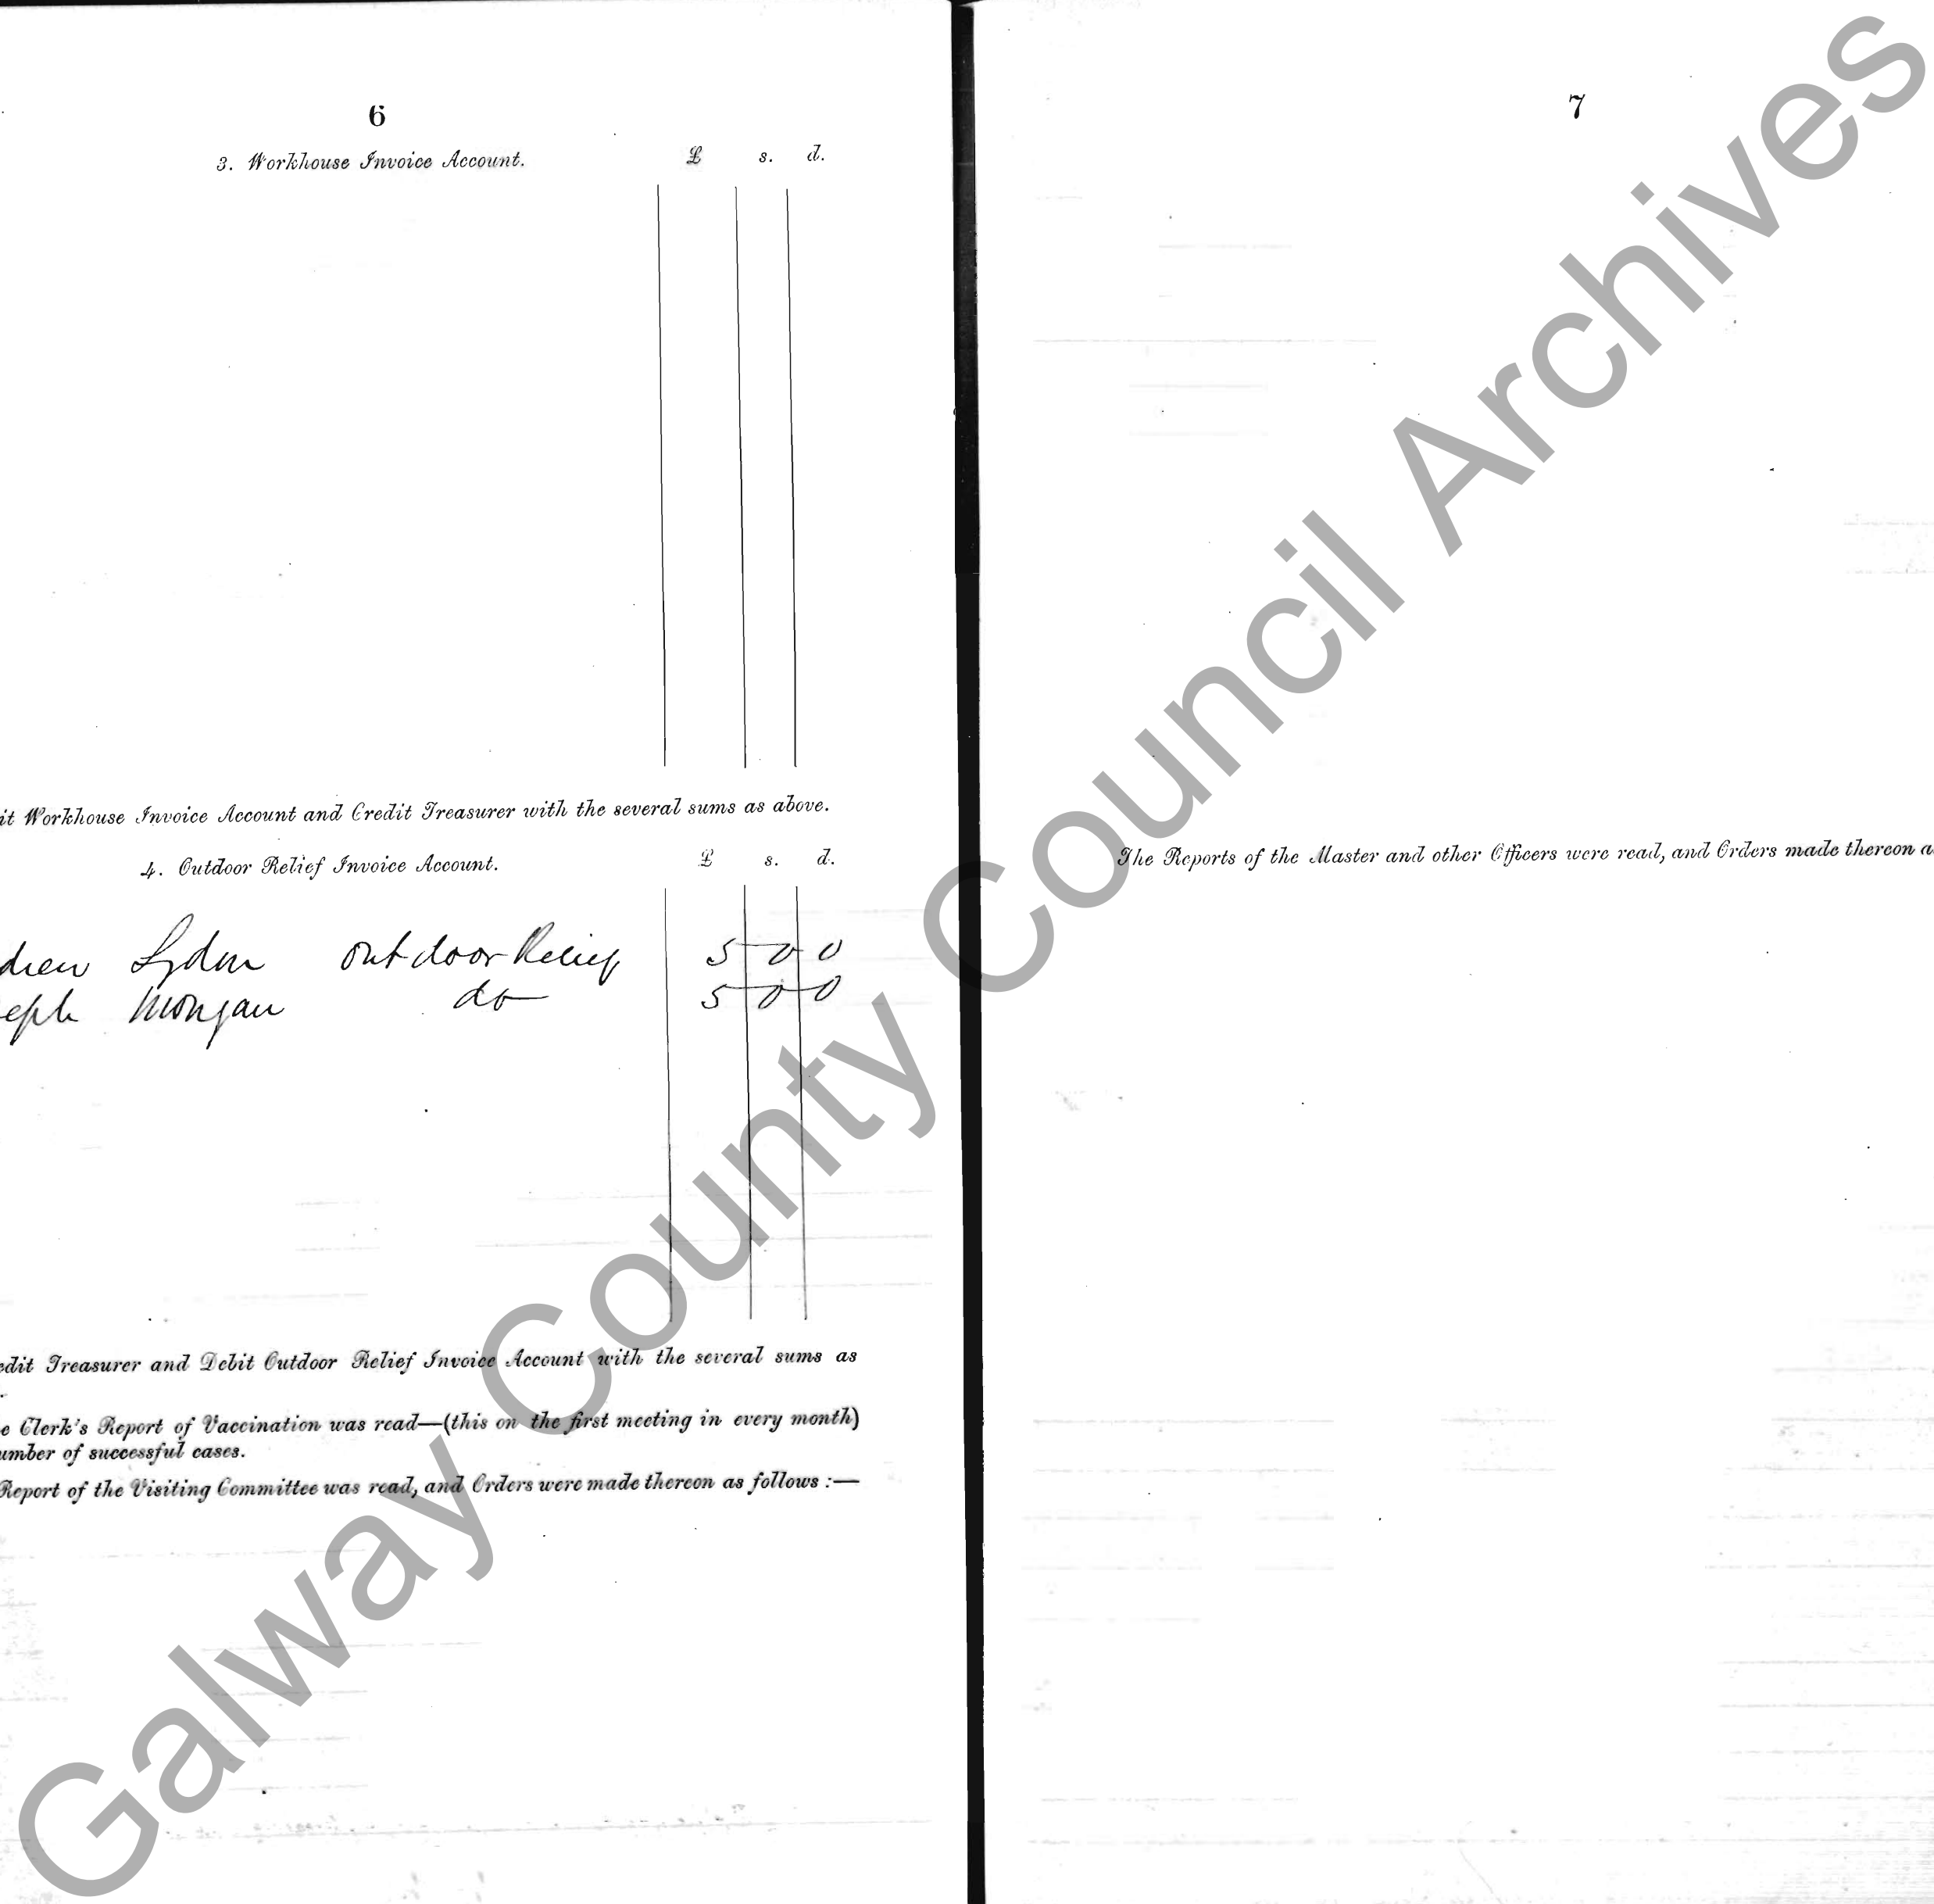 6
3. Workhouse Invoice Account. £ s. d.
it Workhouse Invoice Account and Credit Treasurer with the several sums as above.
4. Outdoor Relief Invoice Account. £ s. d.
drew Lydon outdoor Relief 5 0 0
eph Morgan do 5 0 0
edit Treasurer and Debit Outdoor Relief Invoice Account with the several sums as
e Clerk's Report of Vaccination was read—(this on the first meeting in every month)
umber of successful cases.
Report of the Visiting Committee was read, and Orders were made thereon as follows :—
7
The Reports of the Master and other Officers were read, and Orders made thereon a
Galway County Council Archives